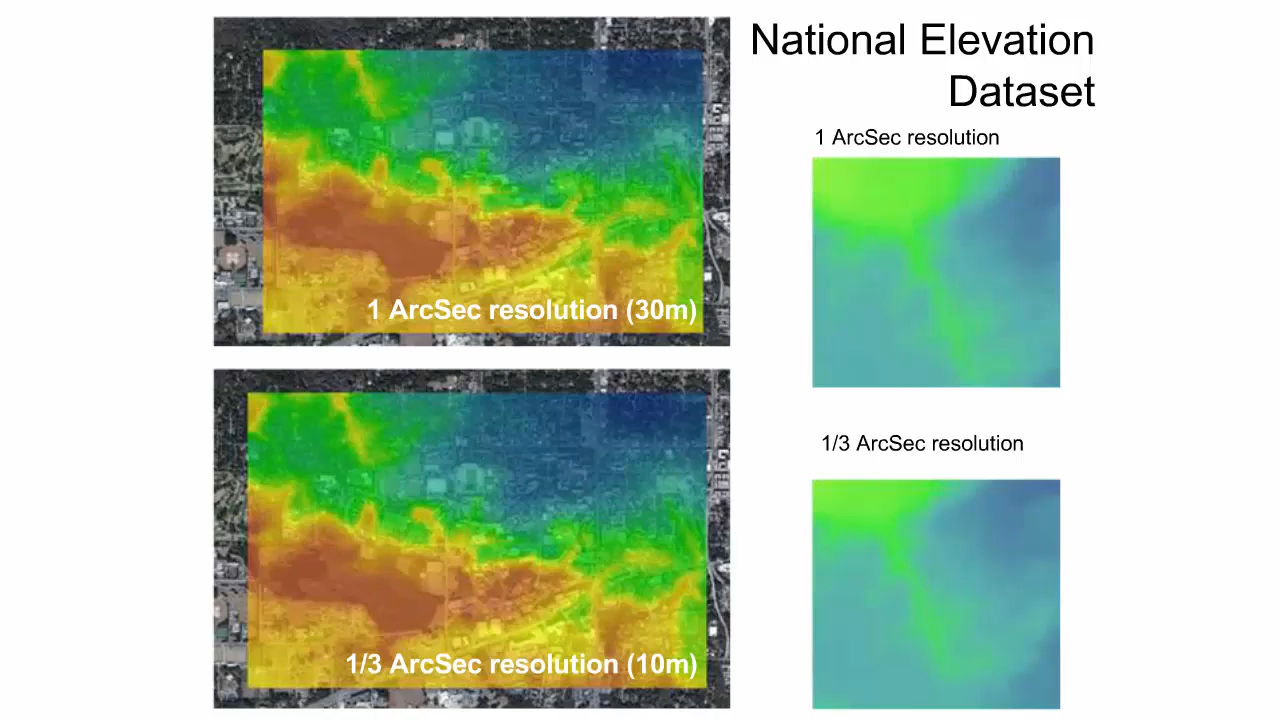 National Elevation
Dataset
1 ArcSec resolution
1 ArcSec resolution (30m)
1/3 ArcSec resolution
1/3 ArcSec resolution (10m)